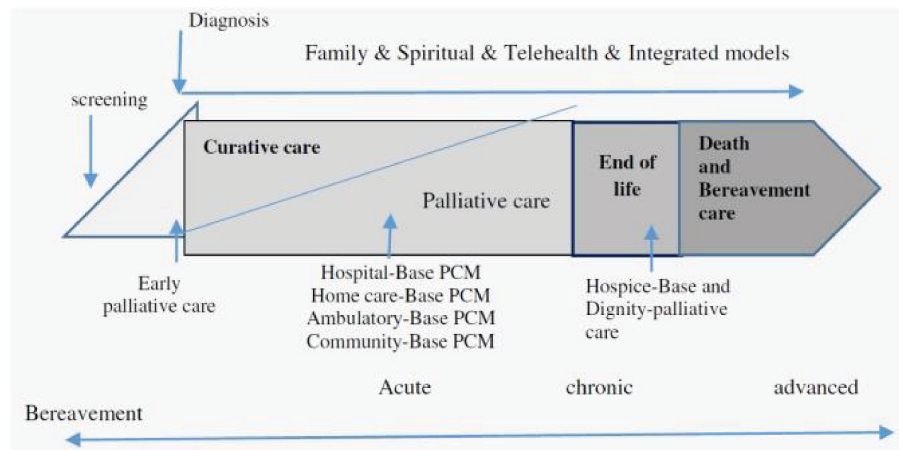 Diagnosis
Family & Spiritual & Telehealth & Integrated models
screening
Curative care
Palliative care
End of
life
Death
and
Bereavement
care
Early
palliative care
Hospital-Base PCM
Home care-Base PCM
Ambulatory-Base PCM
Community-Base PCM
Hospice-Base and
Dignity-palliative
care
Acute chronic advanced
Bereavement